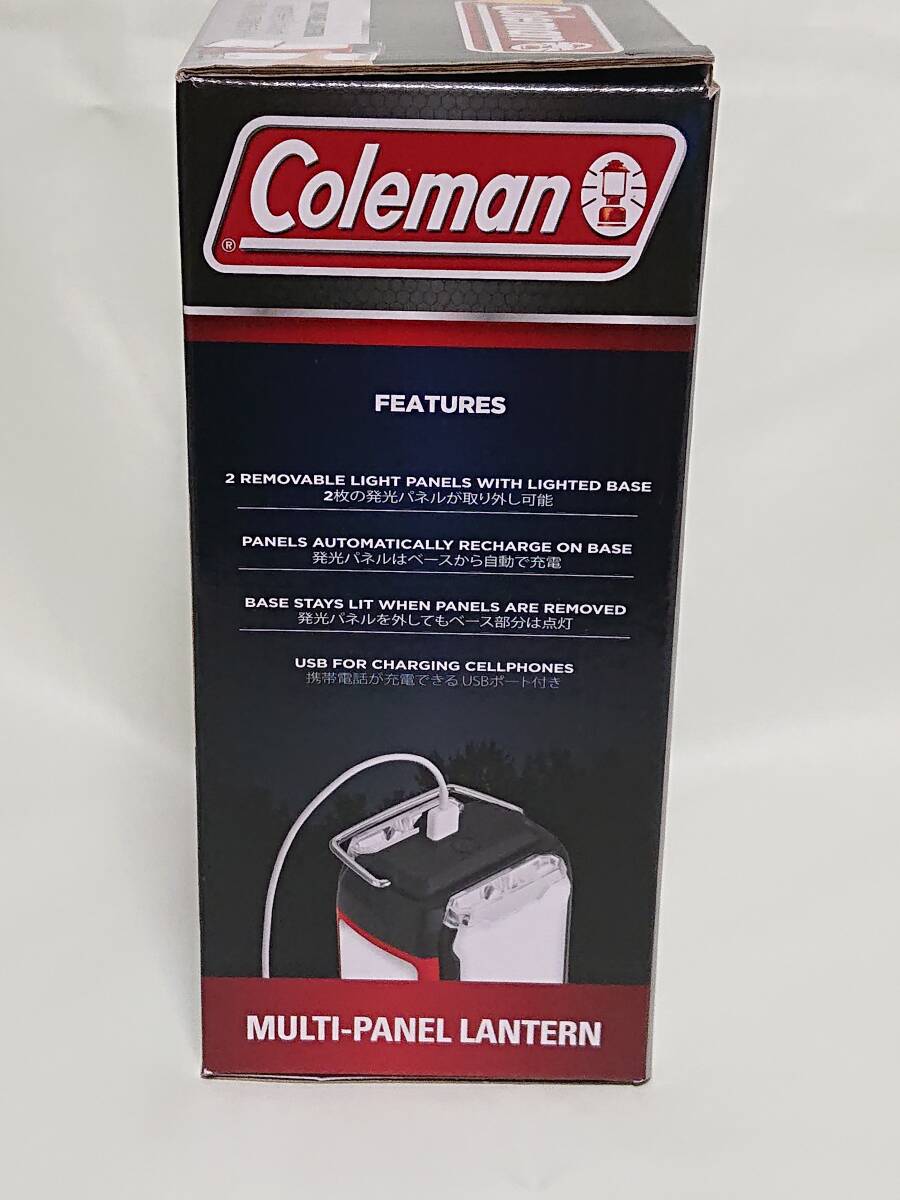 Coleman
Coleman
®
FEATURES
2 REMOVABLE LIGHT PANELS WITH LIGHTED BASE
2枚の発光パネルが取り外し可能
PANELS AUTOMATICALLY RECHARGE ON BASE
発光パネルはベースから自動で充電
BASE STAYS LIT WHEN PANELS ARE REMOVED
発光パネルを外してもベース部分は点灯
USB FOR CHARGING CELLPHONES
携帯電話が充電できるUSBポート付き
MULTI-PANEL LANTERN